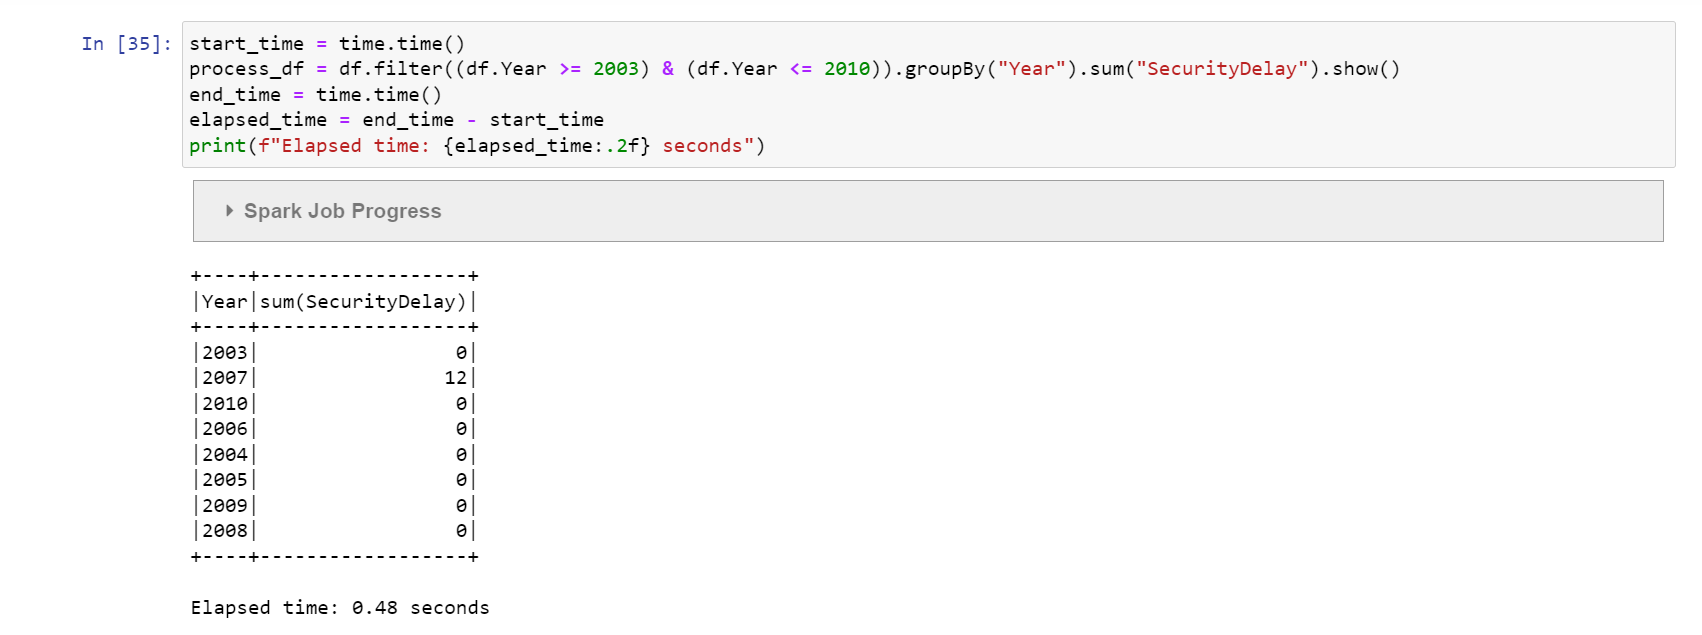 In [35]: start_time = time.time()
process_df = df.filter((df.Year >= 2003) & (df.Year <= 2010)).groupBy("Year").sum("SecurityDelay").show()
end_time = time.time()
elapsed_time = end_time - start_time
print(f"Elapsed time: {elapsed_time:.2f} seconds")
Spark Job Progress
+----+------------------+
|Year|sum(SecurityDelay)|
+----+------------------+
|2003|                 0|
|2007|                12|
|2010|                 0|
|2006|                 0|
|2004|                 0|
|2005|                 0|
|2009|                 0|
|2008|                 0|
+----+------------------+
Elapsed time: 0.48 seconds